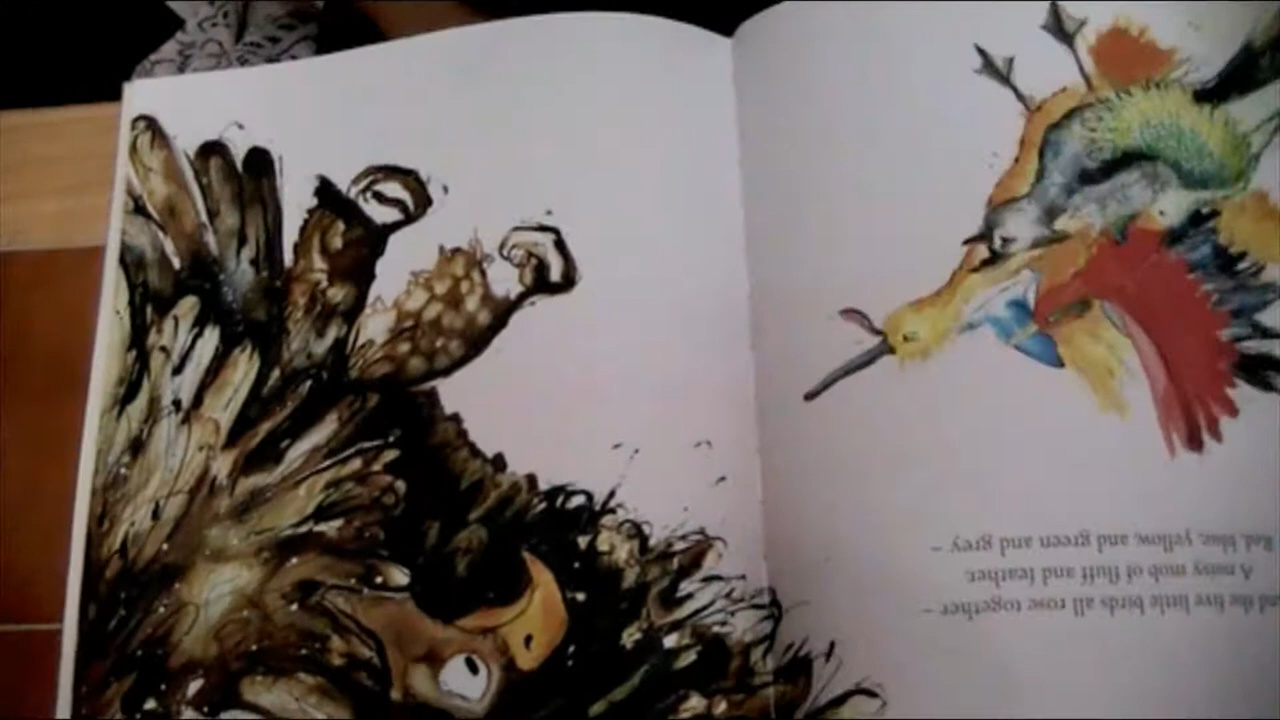 nd the five little birds all rose together –
A noisy mob of fluff and feather.
Red, blue, yellow, and green and grey –